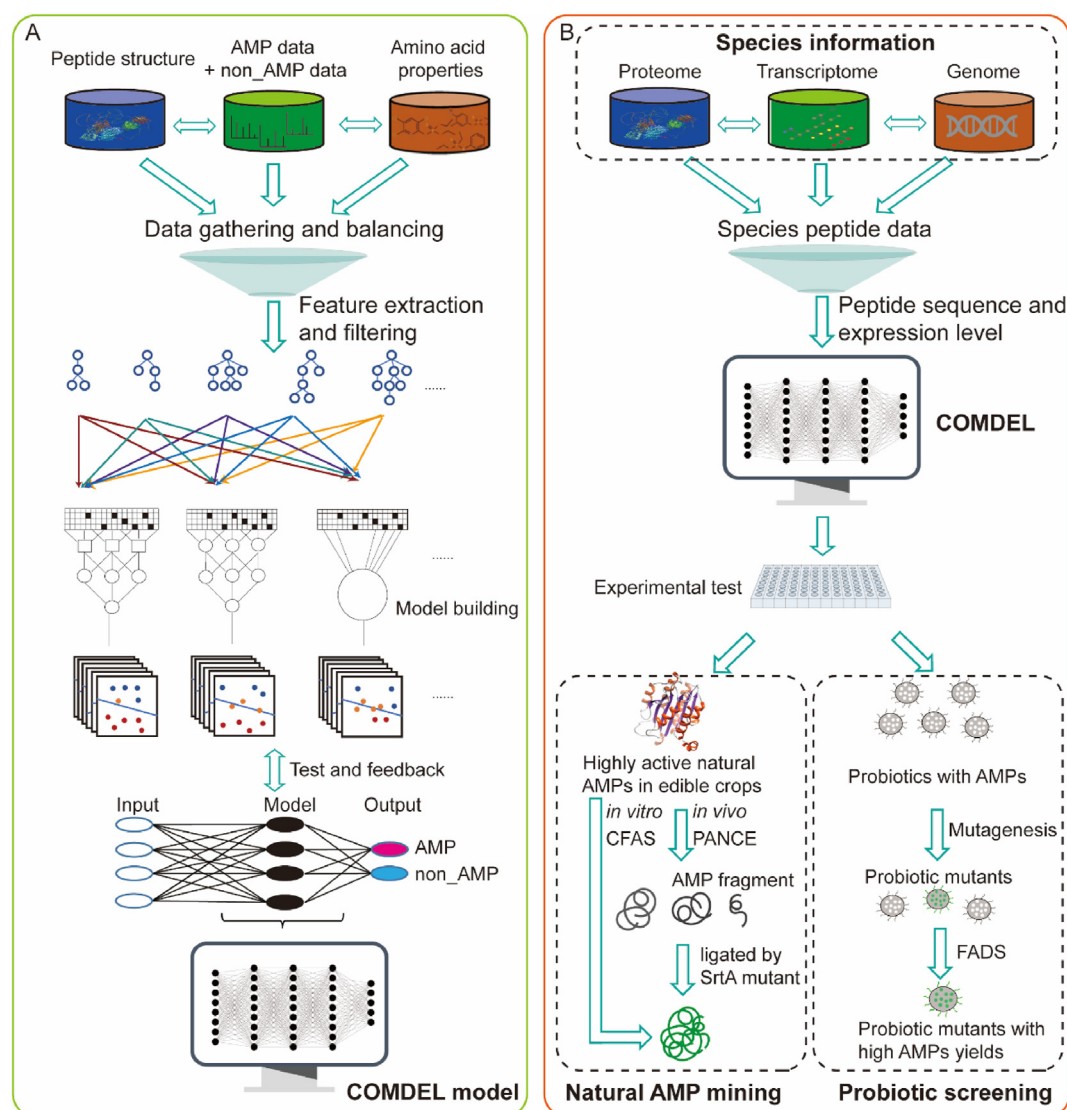 A
Peptide structure
AMP data
+ non_AMP data
Amino acid
properties
Data gathering and balancing
Feature extraction
and filtering
......
......
Model building
......
Test and feedback
Input
Model
Output
AMP
non_AMP
COMDEL model
B
Species information
Proteome
Transcriptome
Genome
Species peptide data
Peptide sequence and
expression level
COMDEL
Experimental test
Highly active natural
AMPs in edible crops
in vitro
in vivo
CFAS
PANCE
AMP fragment
ligated by
SrtA mutant
Natural AMP mining
Probiotics with AMPs
Mutagenesis
Probiotic mutants
FADS
Probiotic mutants with
high AMPs yields
Probiotic screening